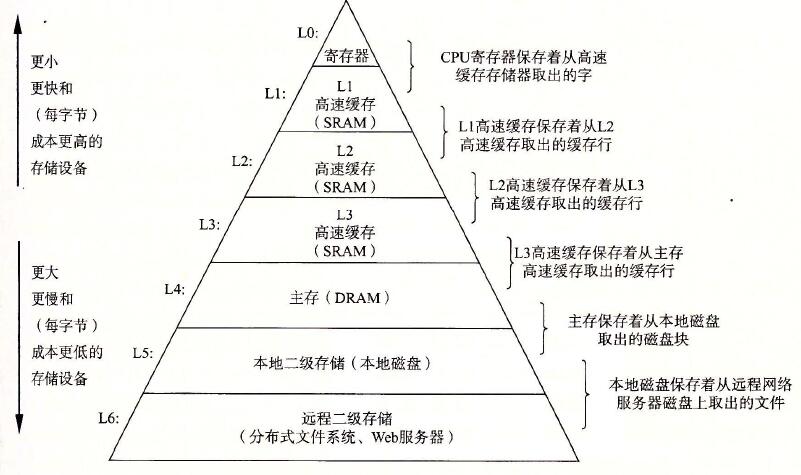 L0:
寄存器
CPU寄存器保存着从高速
缓存存储器取出的字
更小
更快和
（每字节）
成本更高的
存储设备
L1:
L1
高速缓存
（SRAM）
L1高速缓存保存着从L2
高速缓存取出的缓存行
L2:
L2
高速缓存
（SRAM）
L2高速缓存保存着从L3
高速缓存取出的缓存行
L3:
L3
高速缓存
（SRAM）
L3高速缓存保存着从主存
高速缓存取出的缓存行
更大
更慢和
（每字节）
成本更低的
存储设备
L4:
主存（DRAM）
主存保存着从本地磁盘
取出的磁盘块
L5:
本地二级存储（本地磁盘）
本地磁盘保存着从远程网络
服务器磁盘上取出的文件
L6:
远程二级存储
（分布式文件系统、Web服务器）